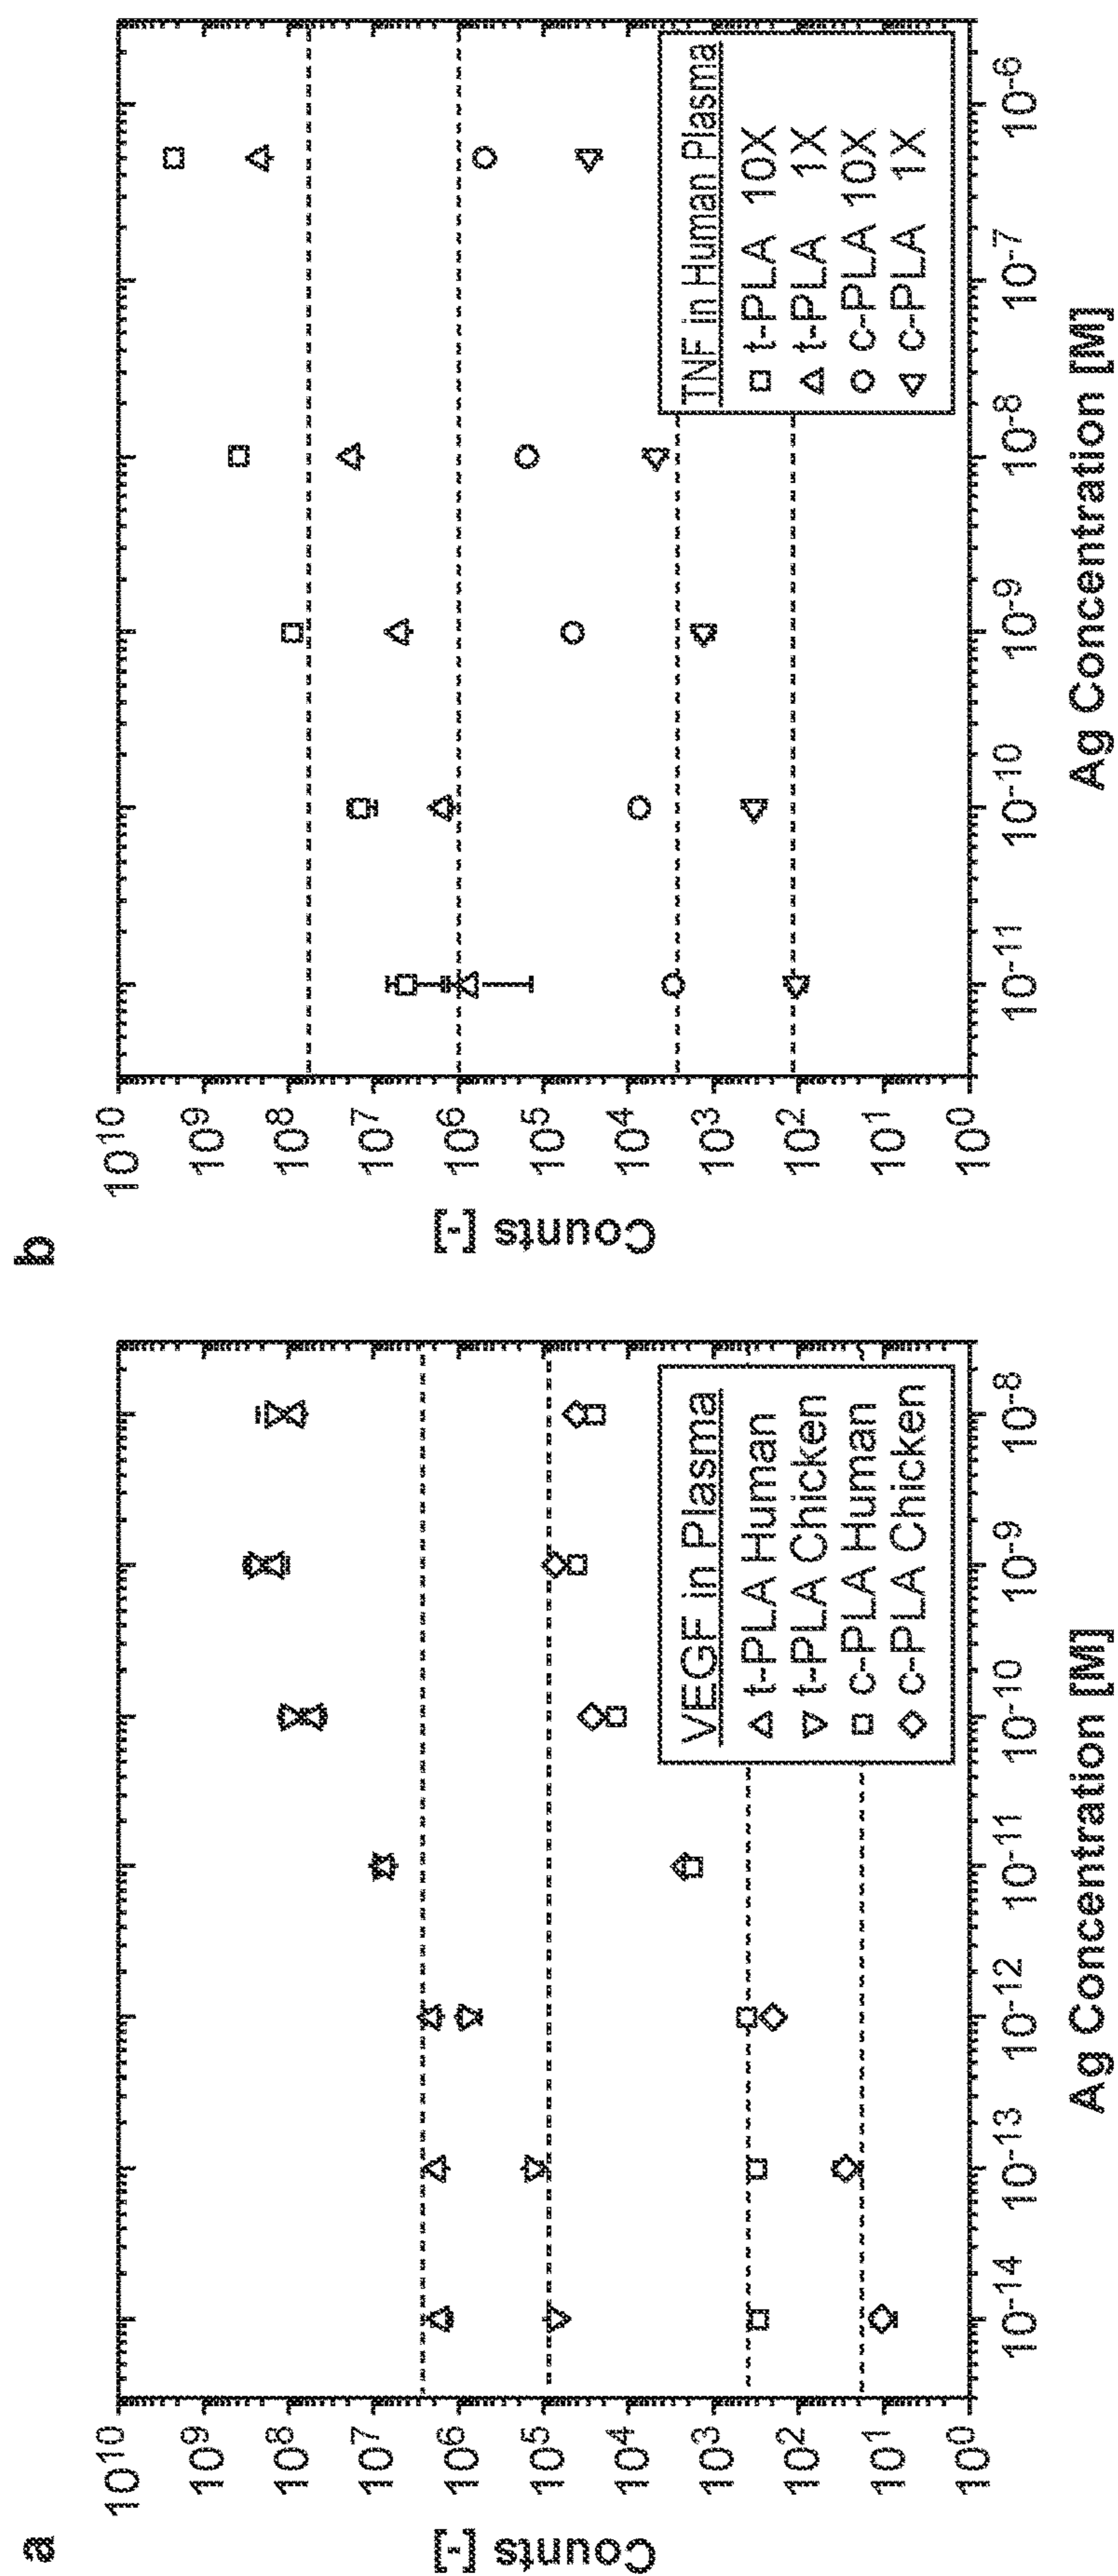 a
Counts [-]
10^10
10^9
10^8
10^7
10^6
10^5
10^4
10^3
10^2
10^1
10^0
VEGF in Plasma
△ t-PLA Human
▽ t-PLA Chicken
□ c-PLA Human
◇ c-PLA Chicken
10^-14 10^-13 10^-12 10^-11 10^-10 10^-9 10^-8
Ag Concentration [M]
b
Counts [-]
10^10
10^9
10^8
10^7
10^6
10^5
10^4
10^3
10^2
10^1
10^0
TNF in Human Plasma
□ t-PLA 10X
△ t-PLA 1X
○ c-PLA 10X
▽ c-PLA 1X
10^-11 10^-10 10^-9 10^-8 10^-7 10^-6
Ag Concentration [M]